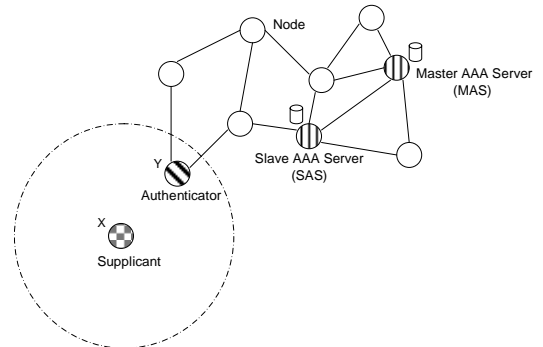 Node
Master AAA Server
(MAS)
Slave AAA Server
(SAS)
Y
Authenticator
X
Supplicant